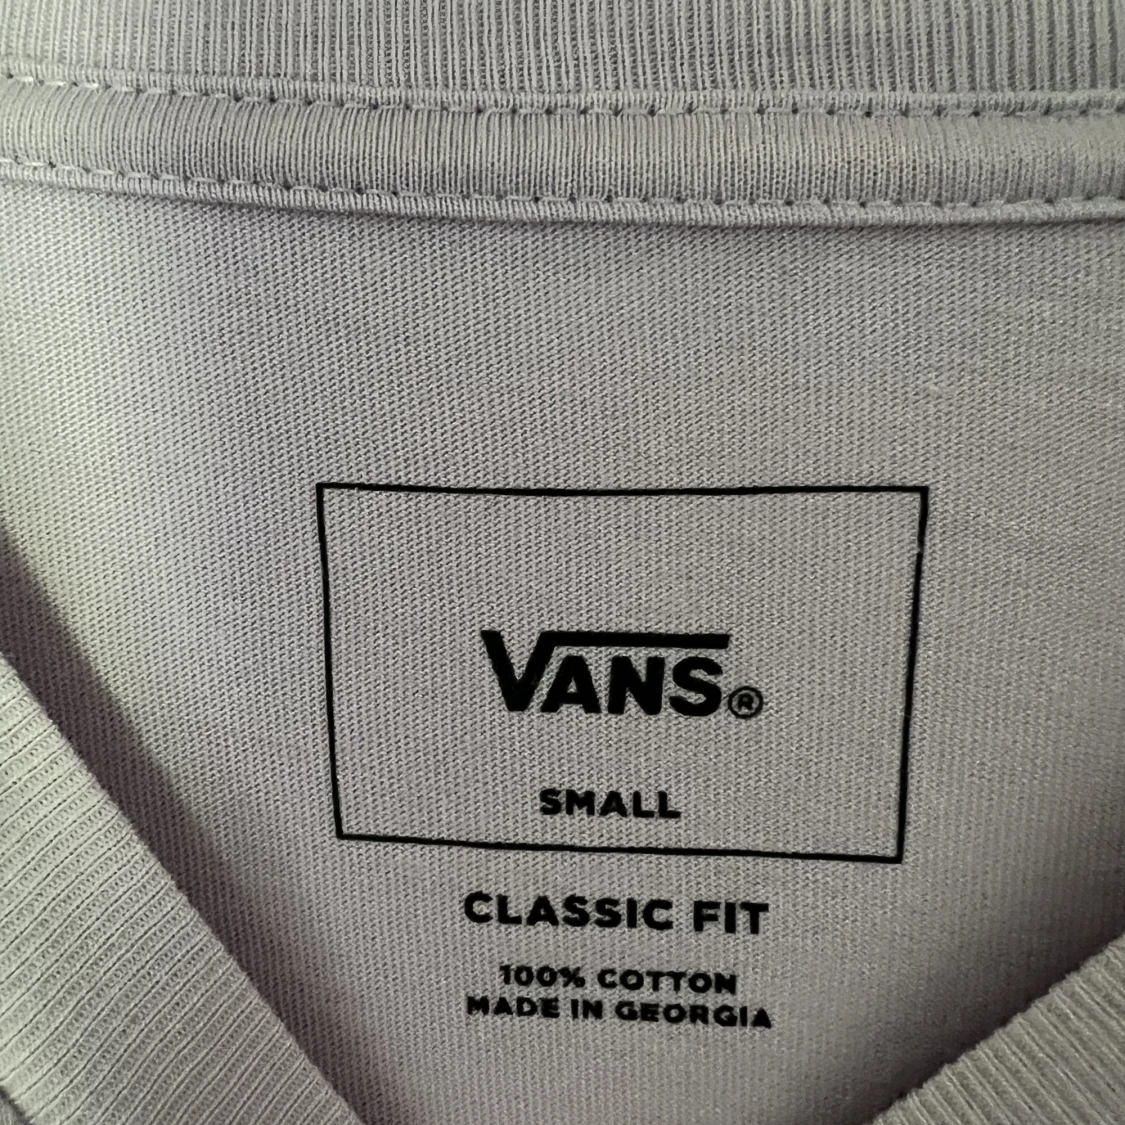 VANS®
SMALL
CLASSIC FIT
100% COTTON
MADE IN GEORGIA